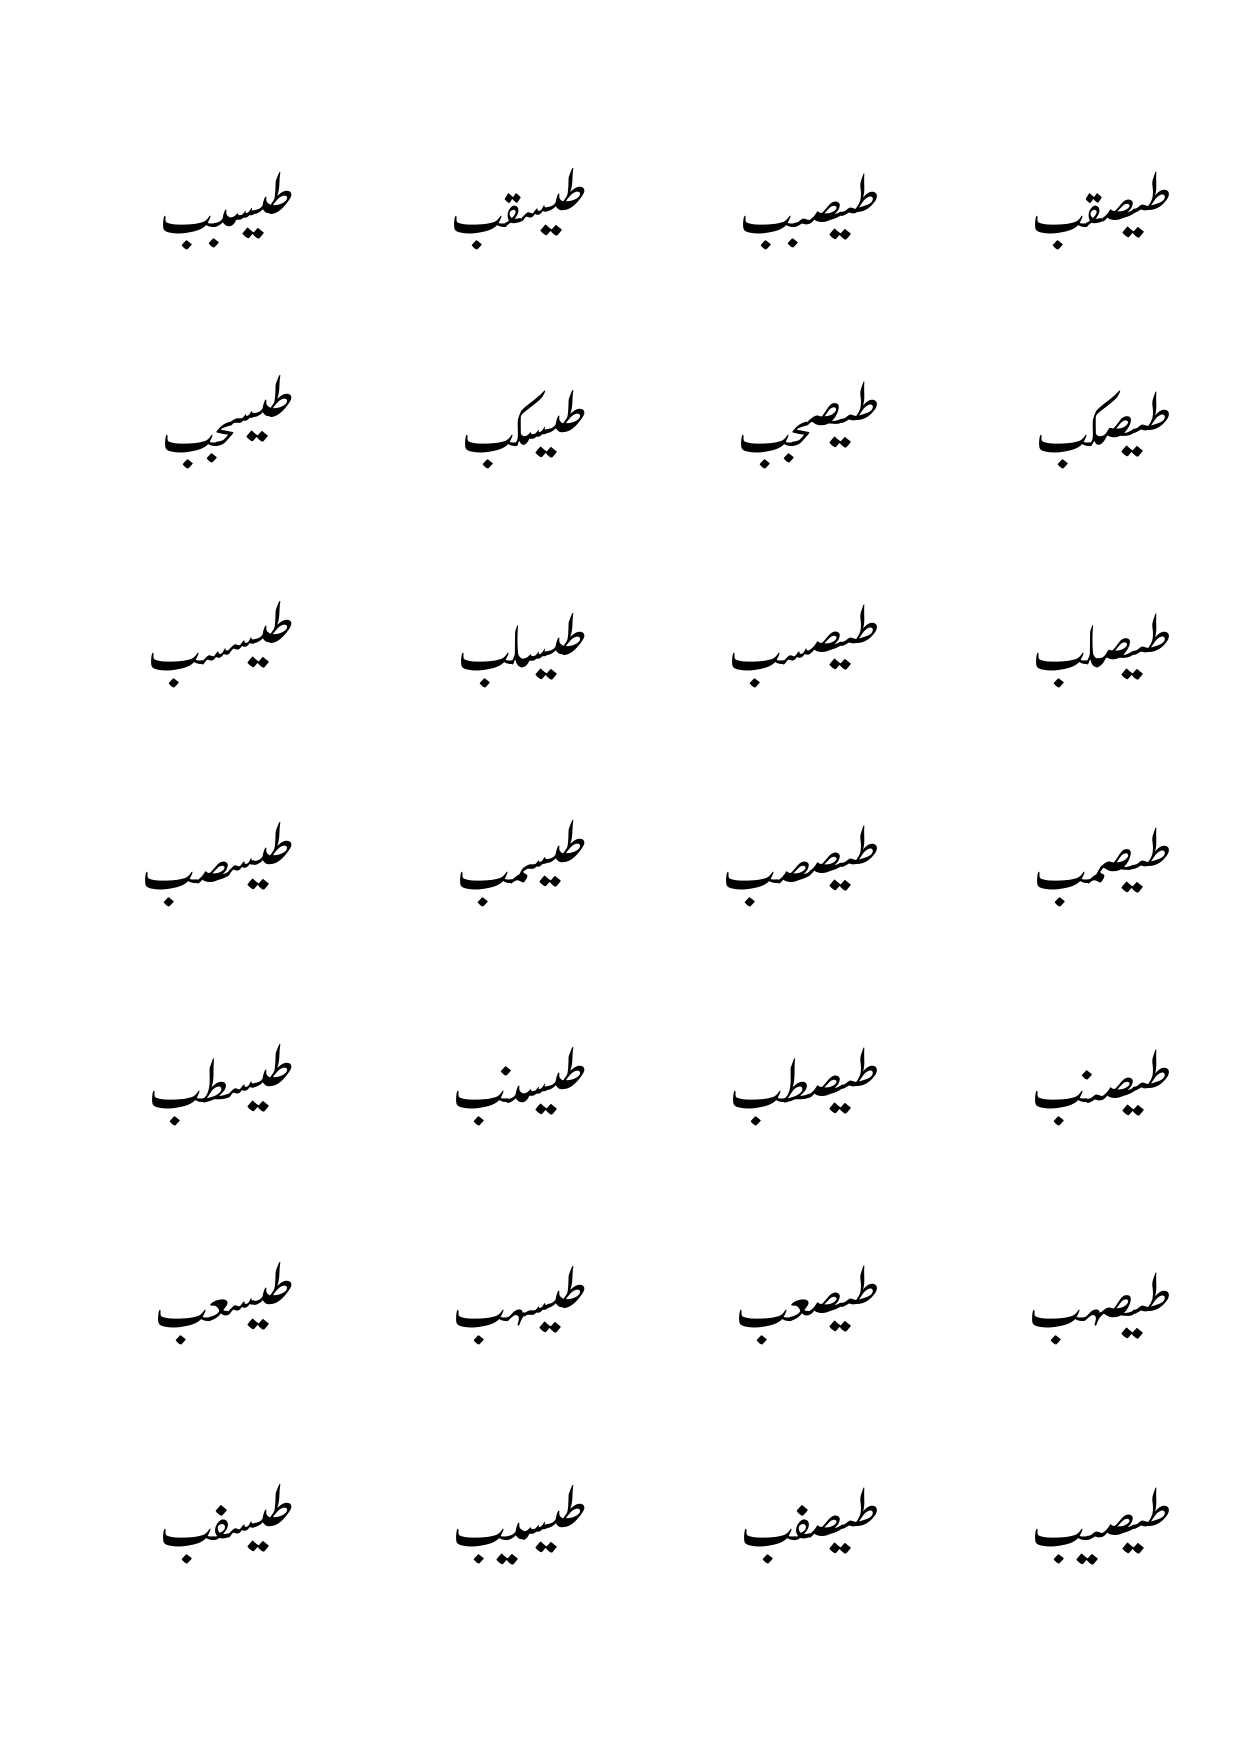 طيصقب طيصبب طيسقب طيسبب
طيصكب طيصجب طيسكب طيسجب
طيصلب طيصسب طيسلب طيسسب
طيصمب طيصصب طيسمب طيسصب
طيصنب طيصطب طيسنب طيسطب
طيصهب طيصعب طيسهب طيسعب
طيصيب طيصفب طيسيب طيسفب